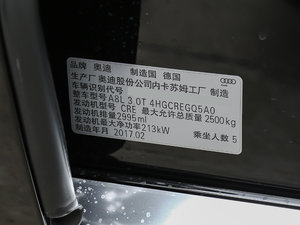 品牌 奥迪 制造国 德国
生产厂 奥迪股份公司内卡苏姆工厂 制造
车辆识别代号
整车型号 A8L 3.0T 4HGCREGQ5A0
发动机型号 CRE 最大允许总质量 2500kg
发动机排量 2995ml
发动机最大净功率 213kW
制造年月 2017.02 乘坐人数 5